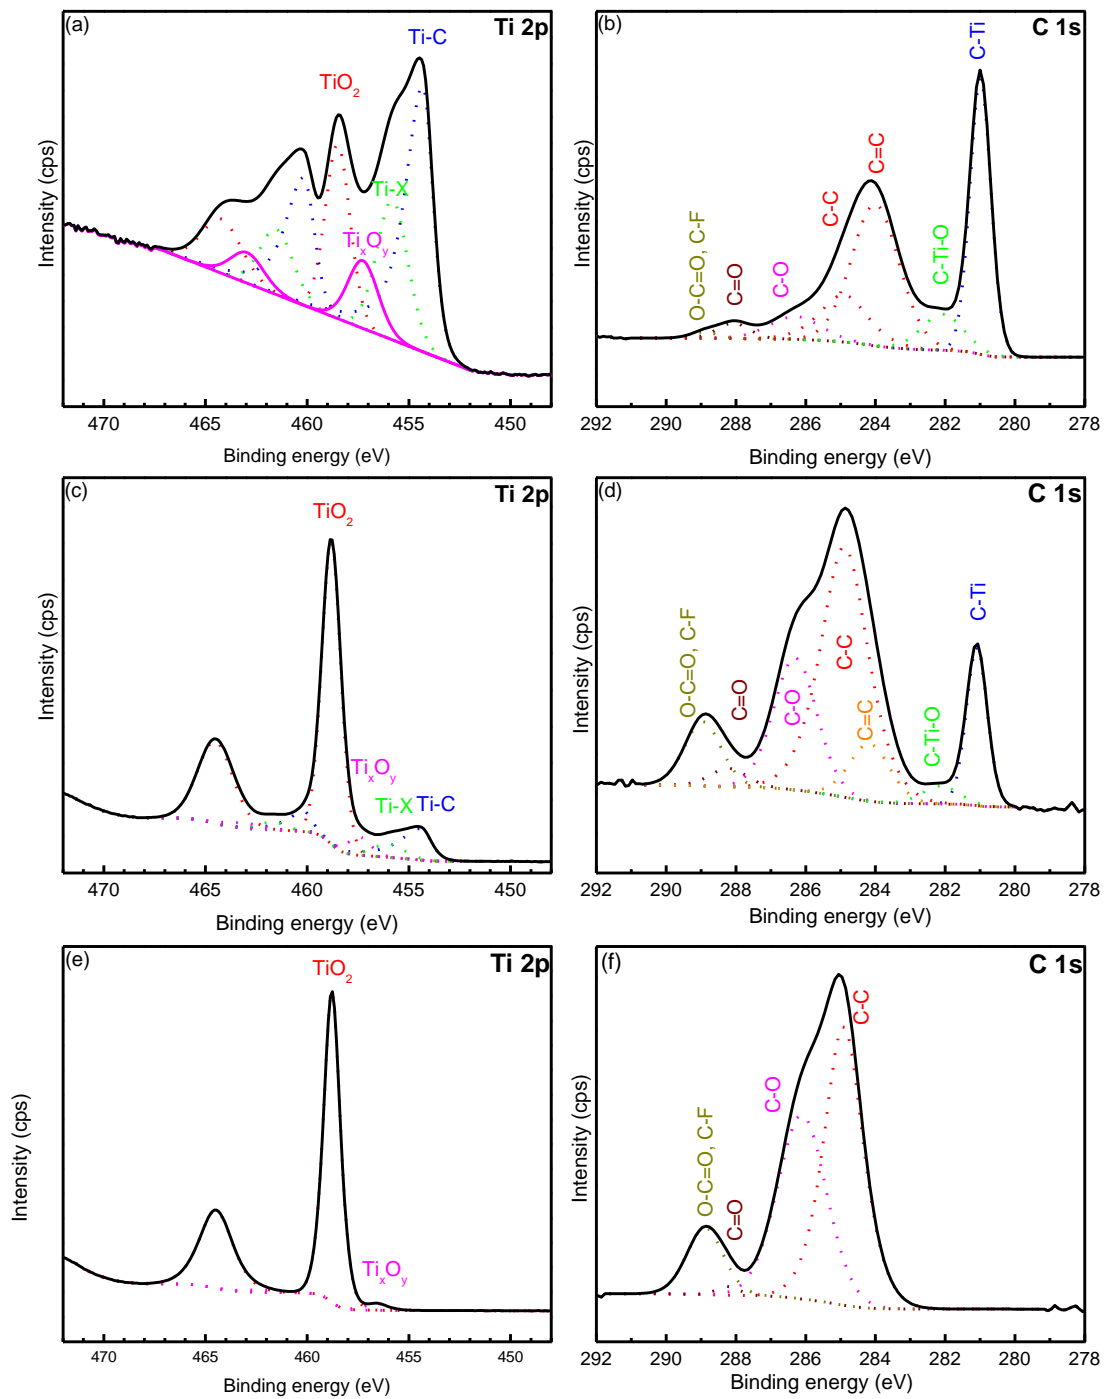 (a)
Ti 2p
Ti-C
TiO2
Ti-X
TixOy
Intensity (cps)
470
465
460
455
450
Binding energy (eV)
(b)
C 1s
C-Ti
C=C
C-C
C-Ti-O
C-O
C=O
O-C=O, C-F
Intensity (cps)
292
290
288
286
284
282
280
278
Binding energy (eV)
(c)
Ti 2p
TiO2
TixOy
Ti-X
Ti-C
Intensity (cps)
470
465
460
455
450
Binding energy (eV)
(d)
C 1s
C-Ti
O-C=O, C-F
C=O
C-O
C-C
C=C
C-Ti-O
Intensity (cps)
292
290
288
286
284
282
280
278
Binding energy (eV)
(e)
Ti 2p
TiO2
TixOy
Intensity (cps)
470
465
460
455
450
Binding energy (eV)
(f)
C 1s
C-C
C-O
O-C=O, C-F
C=O
Intensity (cps)
292
290
288
286
284
282
280
278
Binding energy (eV)